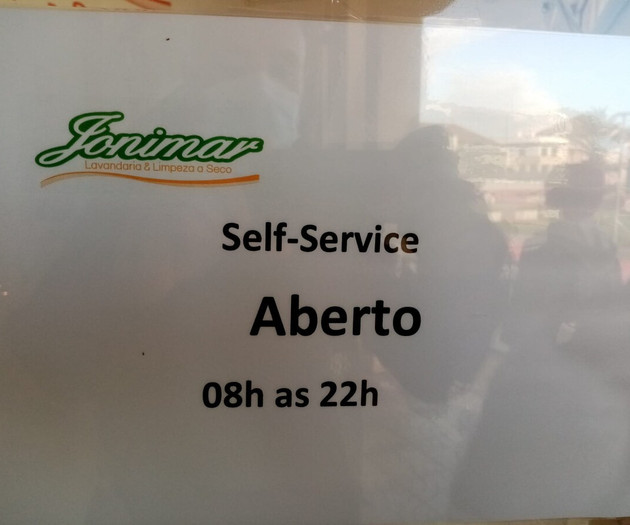 Jonimar
Lavandaria & Limpeza a Seco
Self-Service
Aberto
08h as 22h